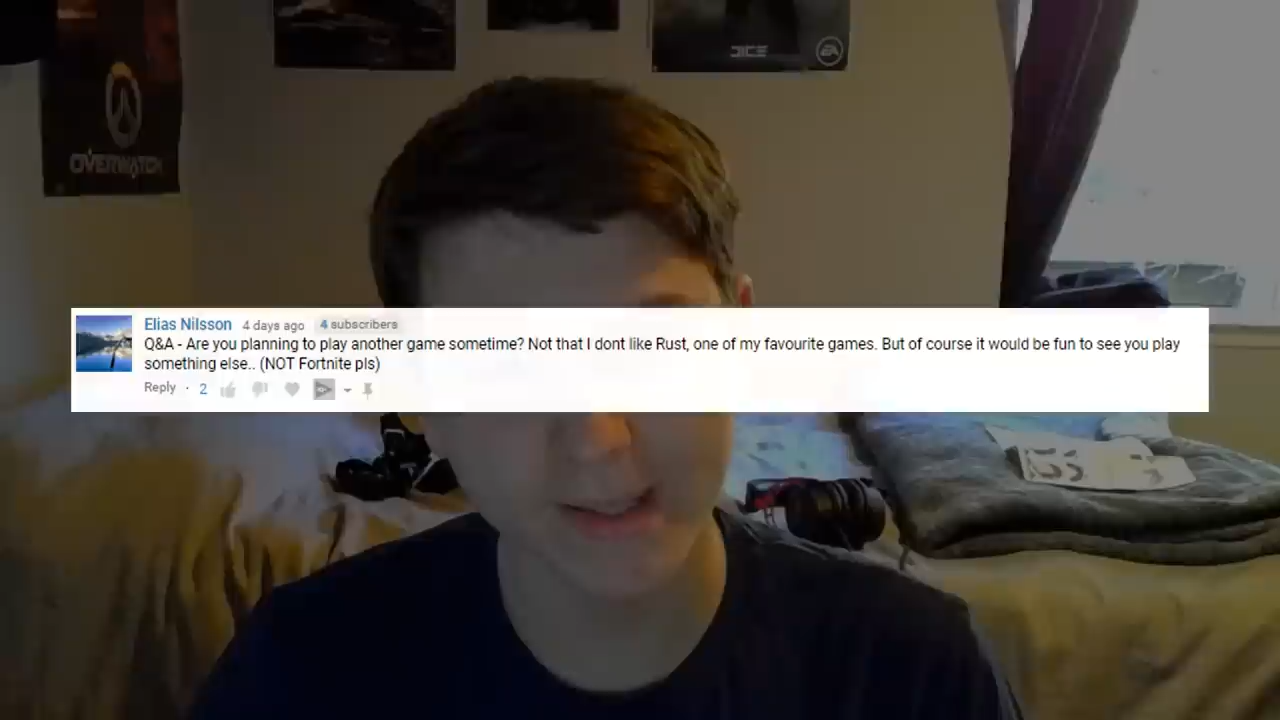 DICE
EA
OVERWATCH
Elias Nilsson 4 days ago 4 subscribers
Q&A - Are you planning to play another game sometime? Not that I dont like Rust, one of my favourite games. But of course it would be fun to see you play
something else.. (NOT Fortnite pls)
Reply · 2